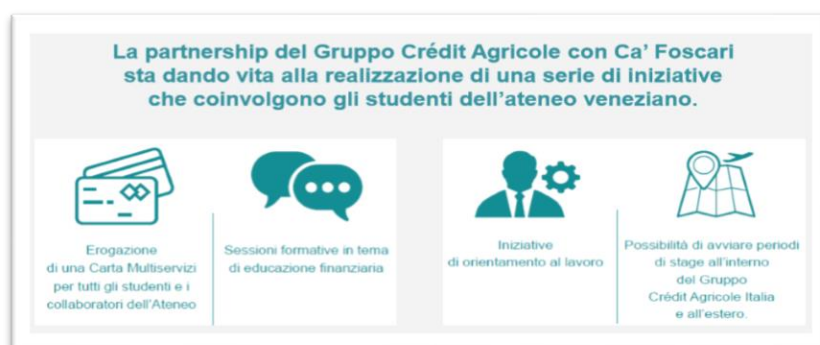 La partnership del Gruppo Crédit Agricole con Ca' Foscari
sta dando vita alla realizzazione di una serie di iniziative
che coinvolgono gli studenti dell'ateneo veneziano.
Erogazione
di una Carta Multiservizi
per tutti gli studenti e i
collaboratori dell'Ateneo
Sessioni formative in tema
di educazione finanziaria
Iniziative
di orientamento al lavoro
Possibilità di avviare periodi
di stage all'interno
del Gruppo
Crédit Agricole Italia
e all'estero.